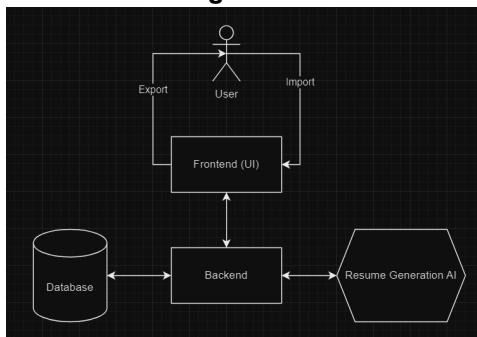 Export
Import
User
Frontend (UI)
Database
Backend
Resume Generation AI